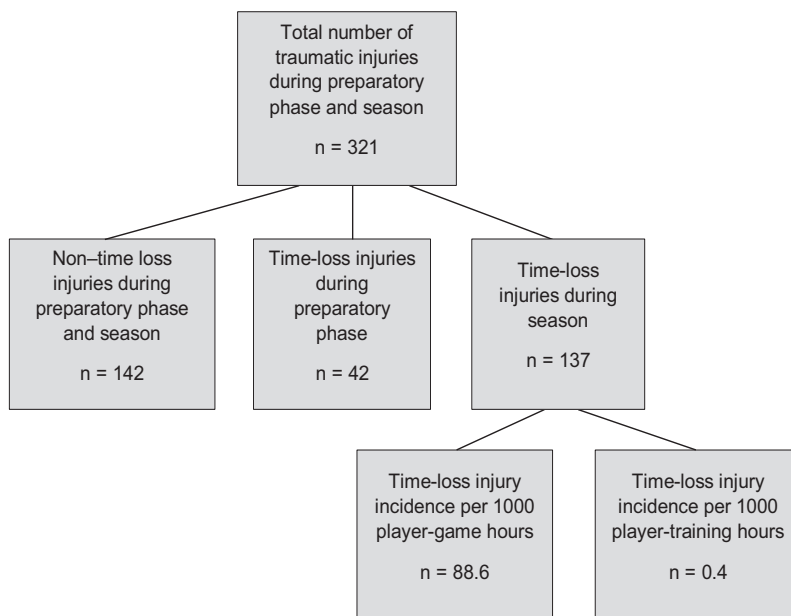 Total number of
traumatic injuries
during preparatory
phase and season
n = 321
Non–time loss
injuries during
preparatory phase
and season
n = 142
Time-loss injuries
during
preparatory
phase
n = 42
Time-loss
injuries during
season
n = 137
Time-loss injury
incidence per 1000
player-game hours
n = 88.6
Time-loss injury
incidence per 1000
player-training hours
n = 0.4